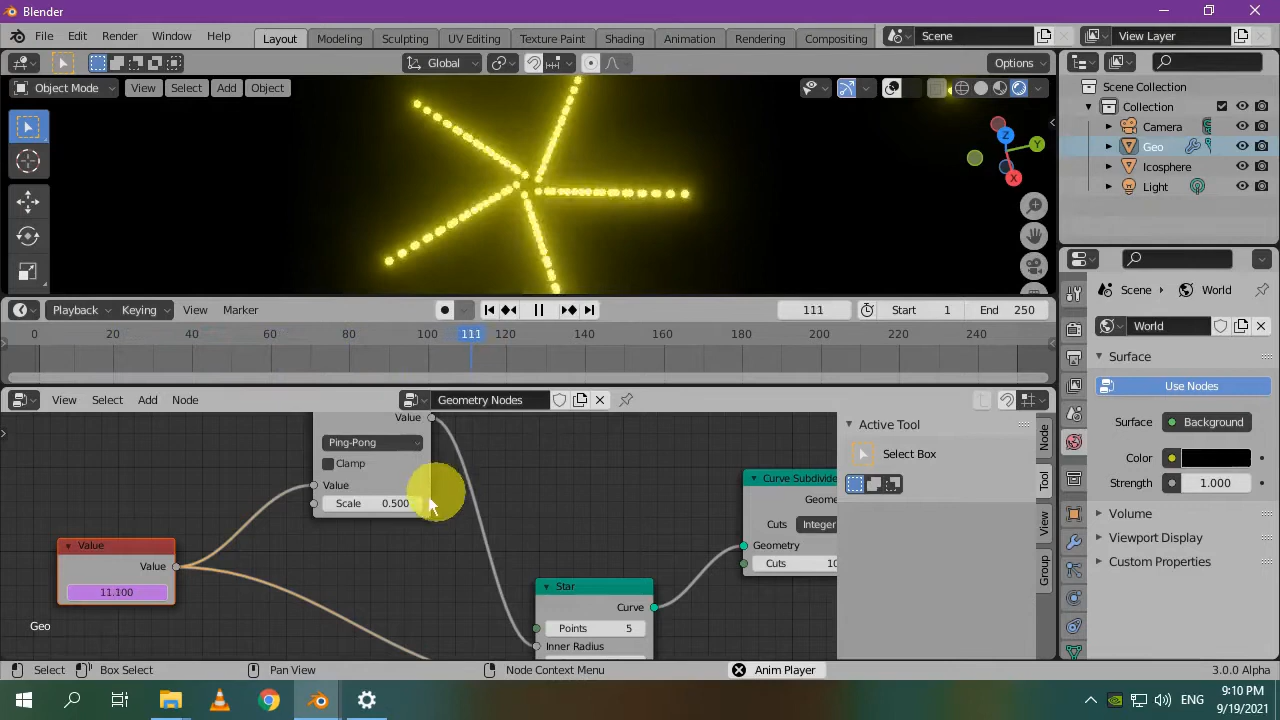 Blender
File Edit Render Window Help Layout Modeling Sculpting UV Editing Texture Paint Shading Animation Rendering Compositing Scene View Layer
Global Options
Object Mode View Select Add Object
Scene Collection
Collection
Camera
Geo
Icosphere
Light
Z
Y
X
Playback Keying View Marker 111 Start 1 End 250
0 20 40 60 80 100 111 120 140 160 180 200 220 240
Scene World
World
Surface
Use Nodes
Surface Background
Color
Strength 1.000
Volume
Viewport Display
Custom Properties
View Select Add Node Geometry Nodes
Value
Ping-Pong
Clamp
Value
Scale 0.500
Value
Value
11.100
Geo
Star
Curve
Points 5
Inner Radius
Curve Subdivide
Geome
Cuts Integer
Geometry
Cuts 10
Active Tool
Select Box
Node
Tool
View
Group
Select Box Select Pan View Node Context Menu Anim Player 3.0.0 Alpha
ENG
9:10 PM
9/19/2021